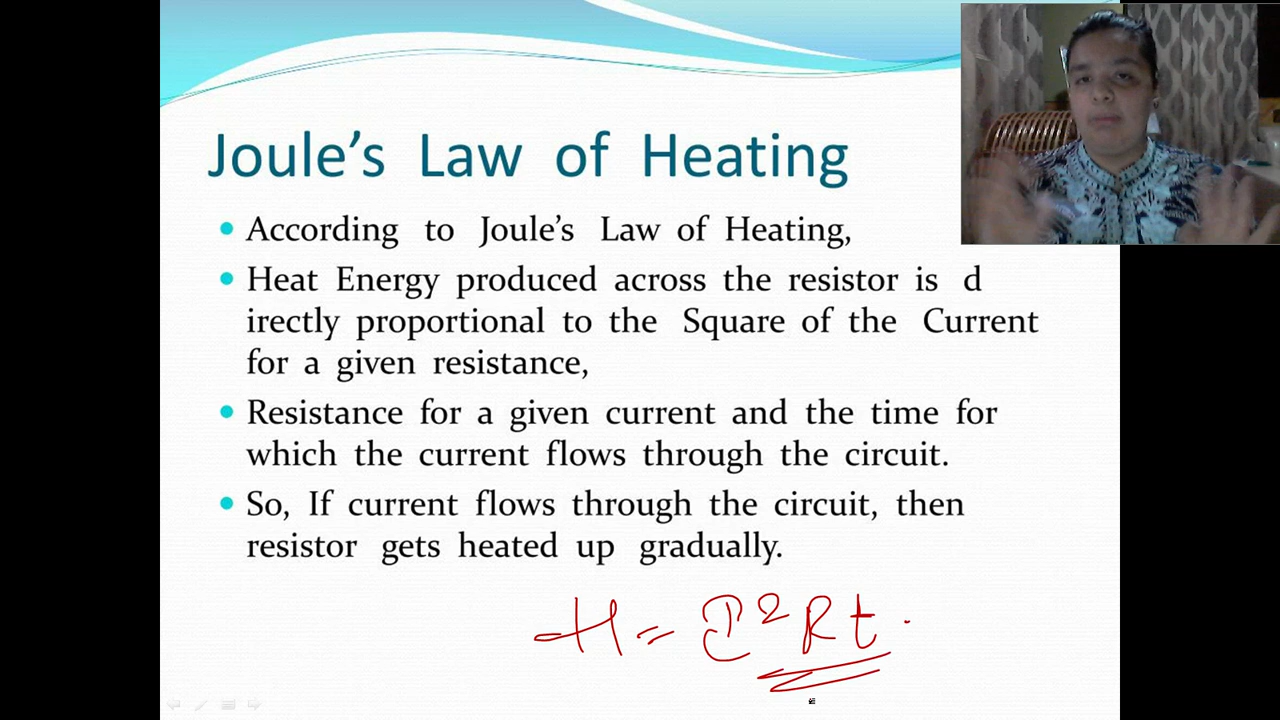 Joule’s Law of Heating
According to Joule’s Law of Heating,
Heat Energy produced across the resistor is d
irectly proportional to the Square of the Current
for a given resistance,
Resistance for a given current and the time for
which the current flows through the circuit.
So, If current flows through the circuit, then
resistor gets heated up gradually.
H = I²Rt.